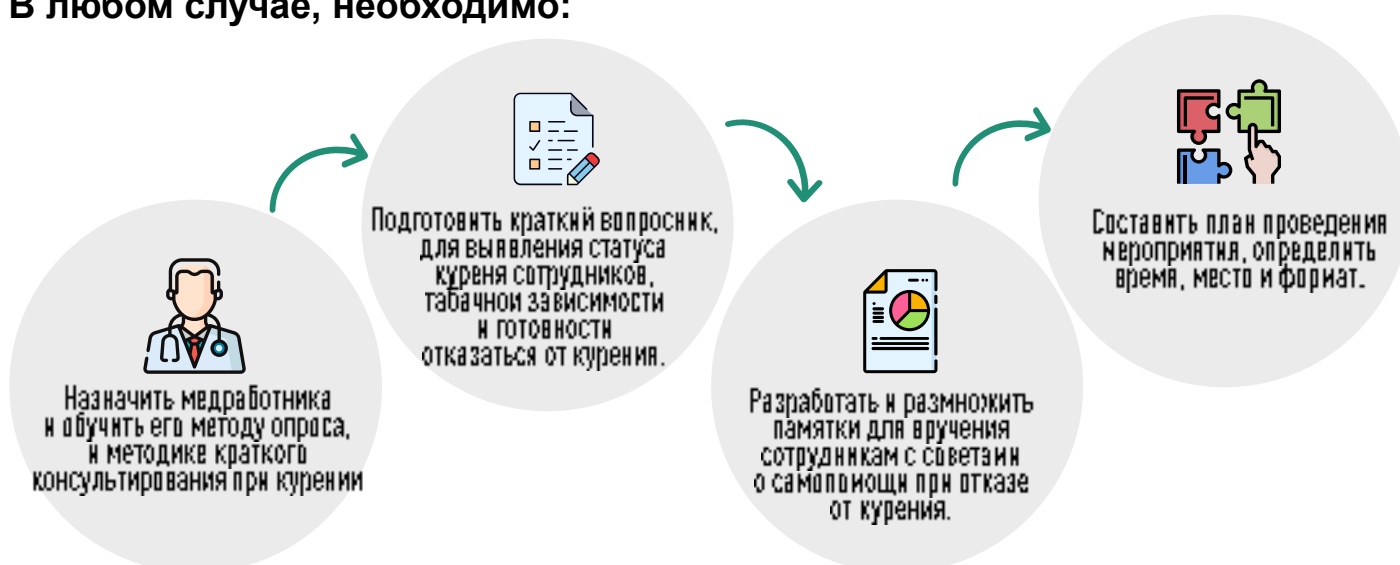 В любом случае, необходимо:
Назначить медработника
и обучить его методу опроса,
и методике краткого
консультирования при курении
Подготовить краткий вопросник,
для выявления статуса
куреня сотрудников,
табачной зависимости
и готовности
отказаться от курения.
Разработать и размножить
памятки для вручения
сотрудникам с советами
о самопомощи при отказе
от курения.
Составить план проведения
мероприятия, определить
время, место и формат.